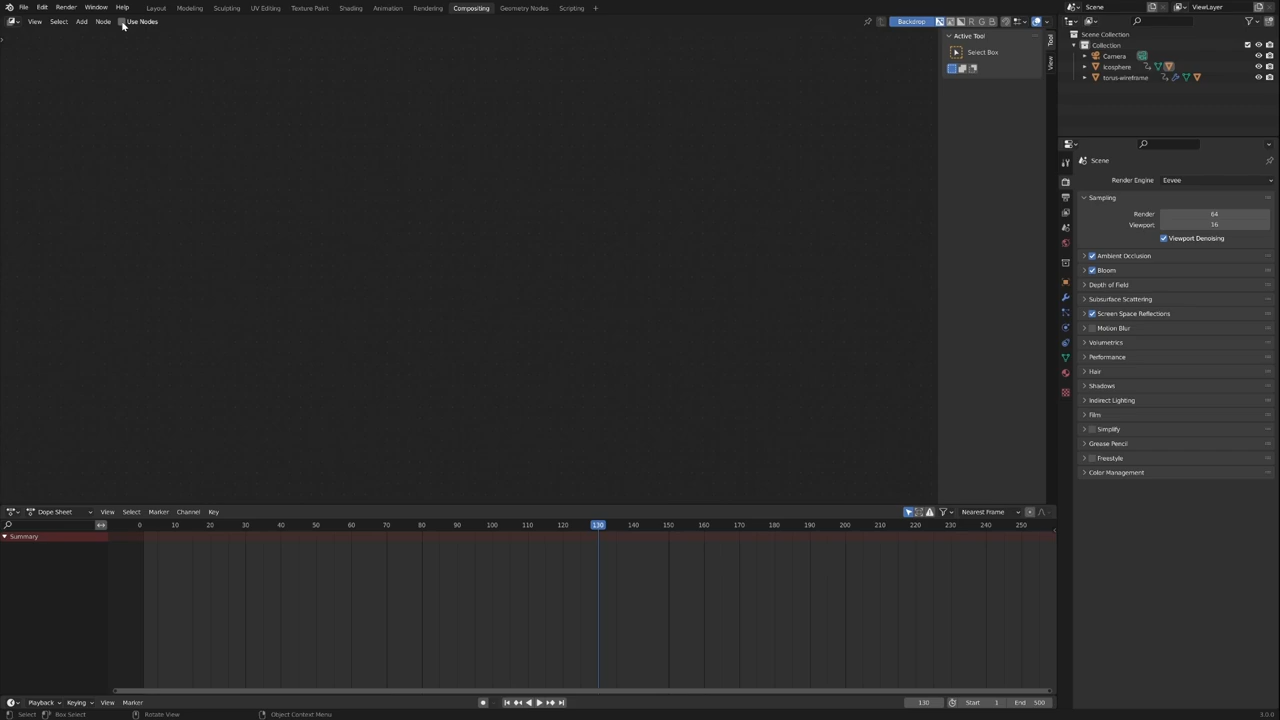 File Edit Render Window Help
Layout Modeling Sculpting UV Editing Texture Paint Shading Animation Rendering Compositing Geometry Nodes Scripting +
Scene ViewLayer
View Select Add Node Use Nodes
Backdrop
R G B
Active Tool
Select Box
Tool
View
Scene Collection
Collection
Camera
Icosphere
torus-wireframe
Scene
Render Engine Eevee
Sampling
Render 64
Viewport 16
Viewport Denoising
Ambient Occlusion
Bloom
Depth of Field
Subsurface Scattering
Screen Space Reflections
Motion Blur
Volumetrics
Performance
Hair
Shadows
Indirect Lighting
Film
Simplify
Grease Pencil
Freestyle
Color Management
Dope Sheet View Select Marker Channel Key Nearest Frame
0 10 20 30 40 50 60 70 80 90 100 110 120 130 140 150 160 170 180 190 200 210 220 230 240 250
Summary
Playback Keying View Marker 130 Start 1 End 500
Select Box Select Rotate View Object Context Menu 3.0.0